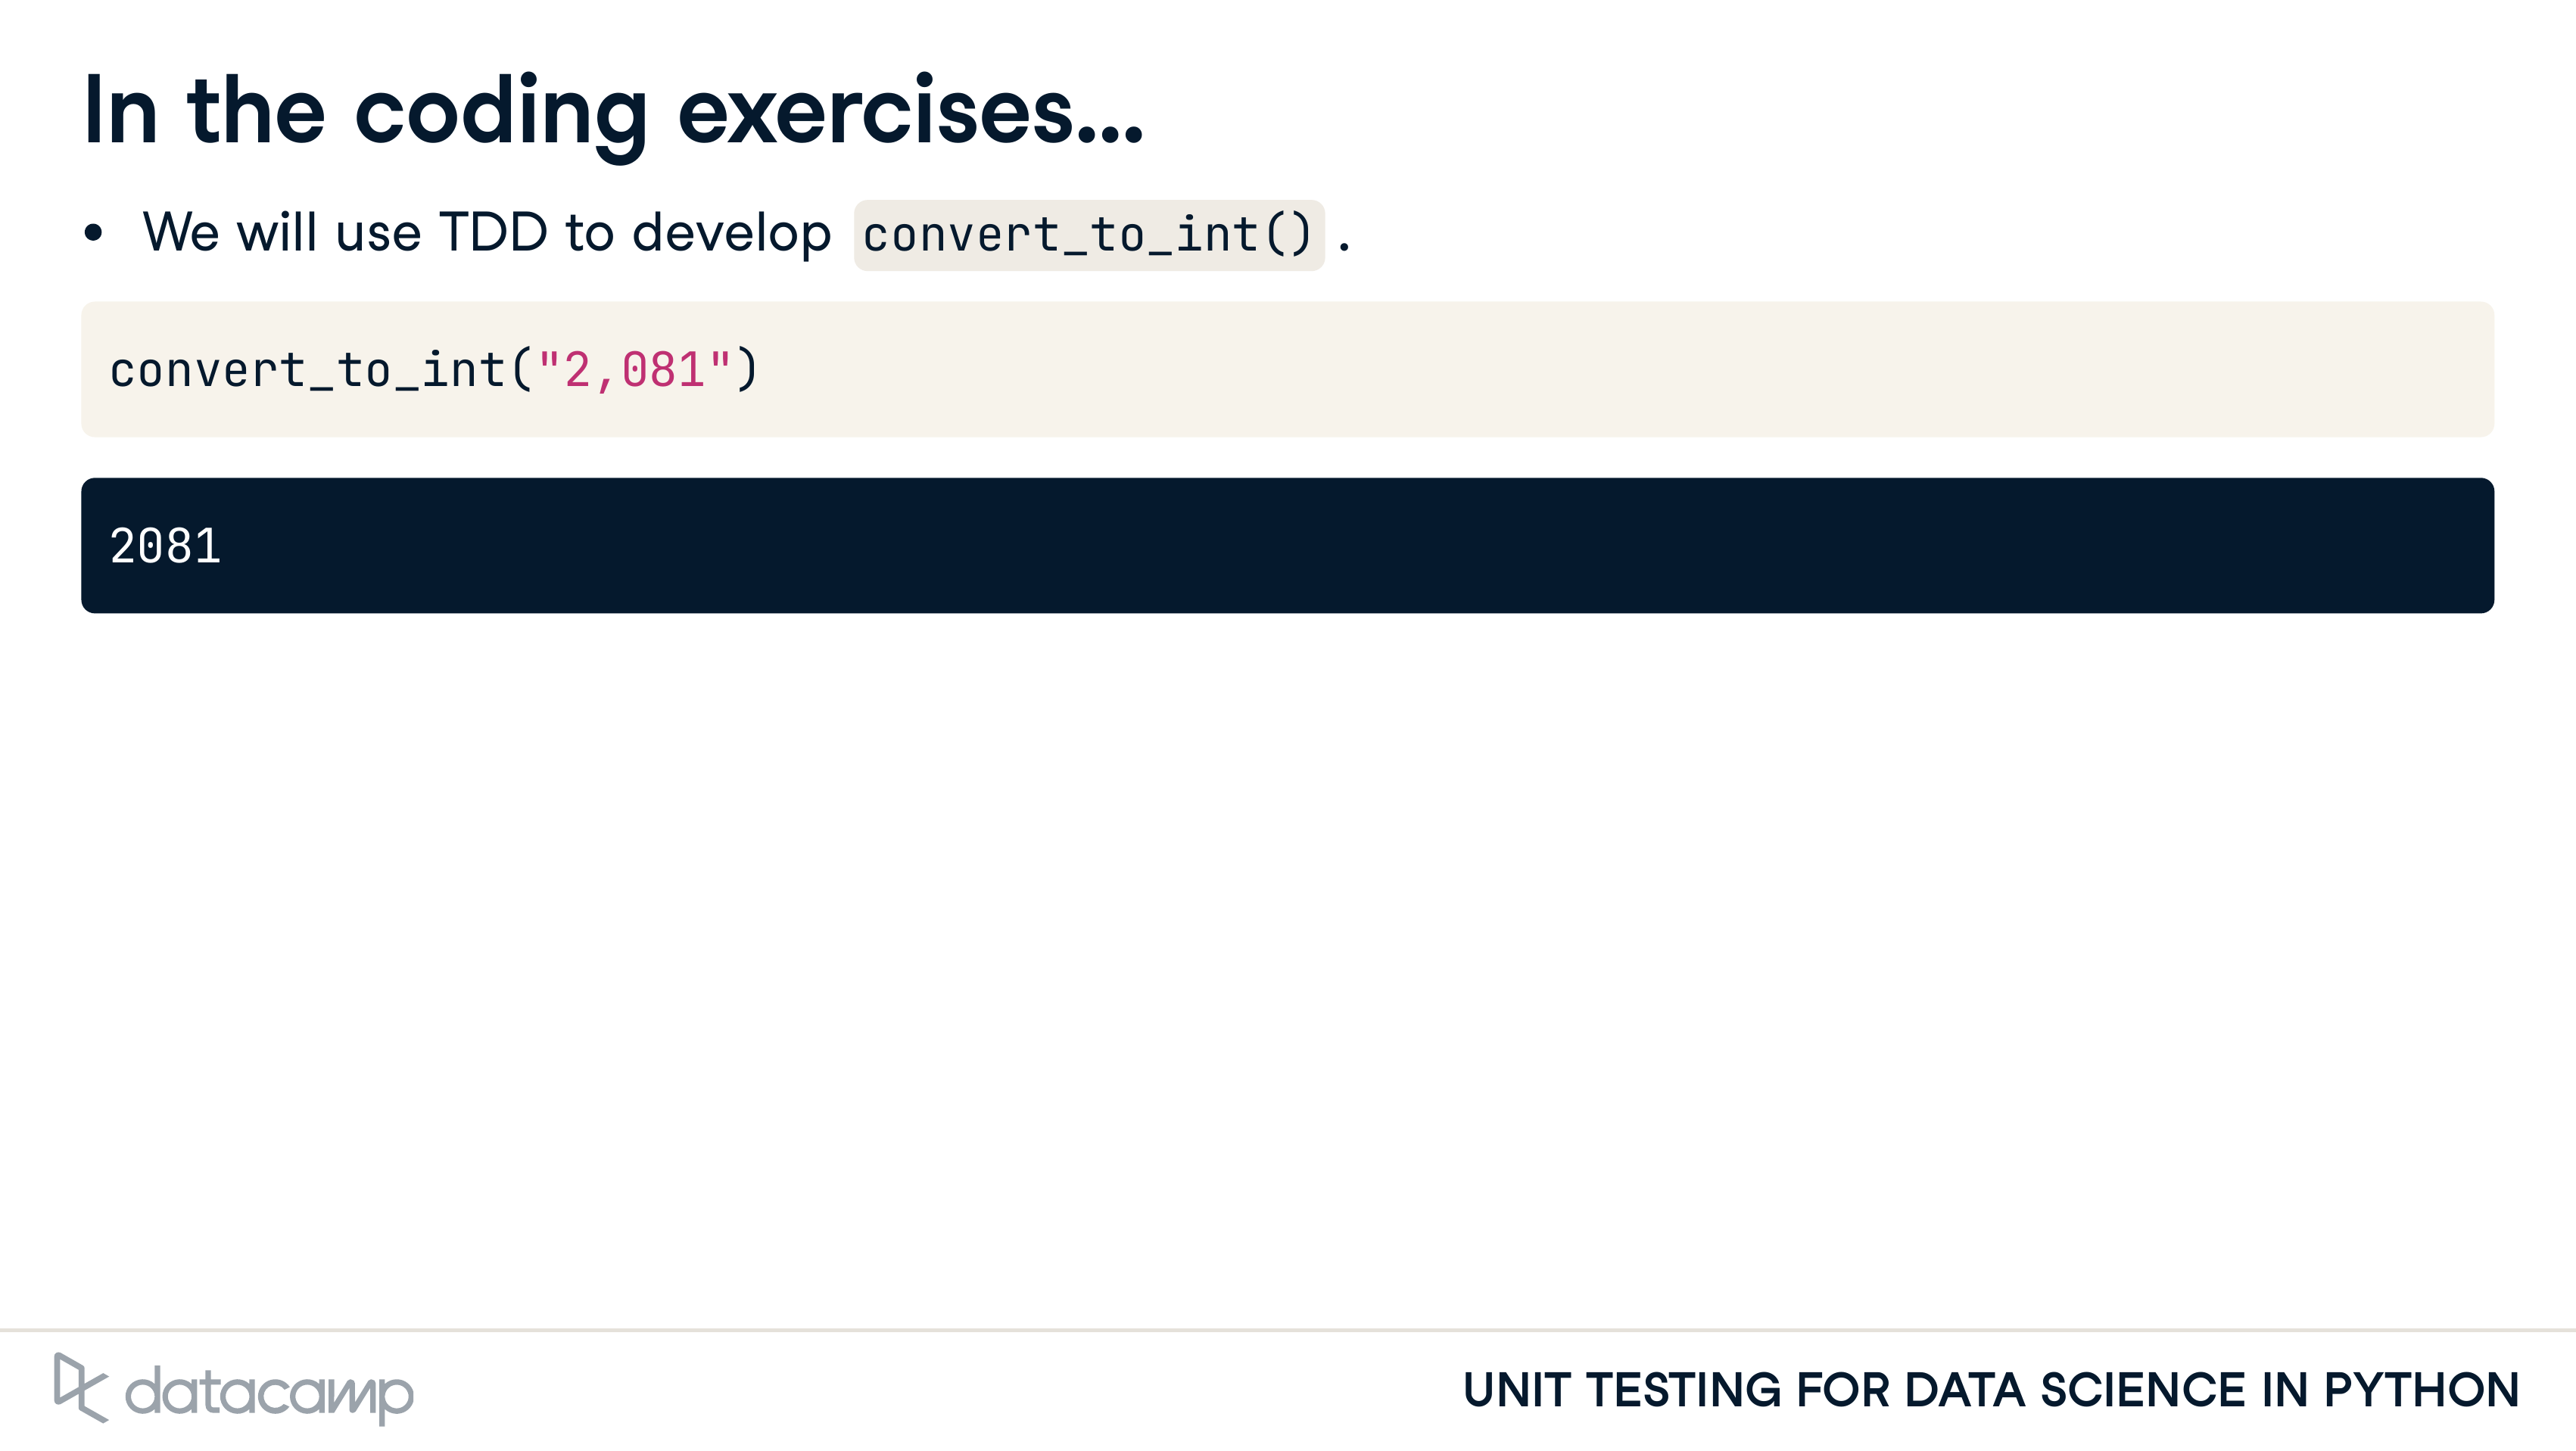 In the coding exercises...
• We will use TDD to develop convert_to_int() .
convert_to_int("2,081")
2081
datacamp
UNIT TESTING FOR DATA SCIENCE IN PYTHON